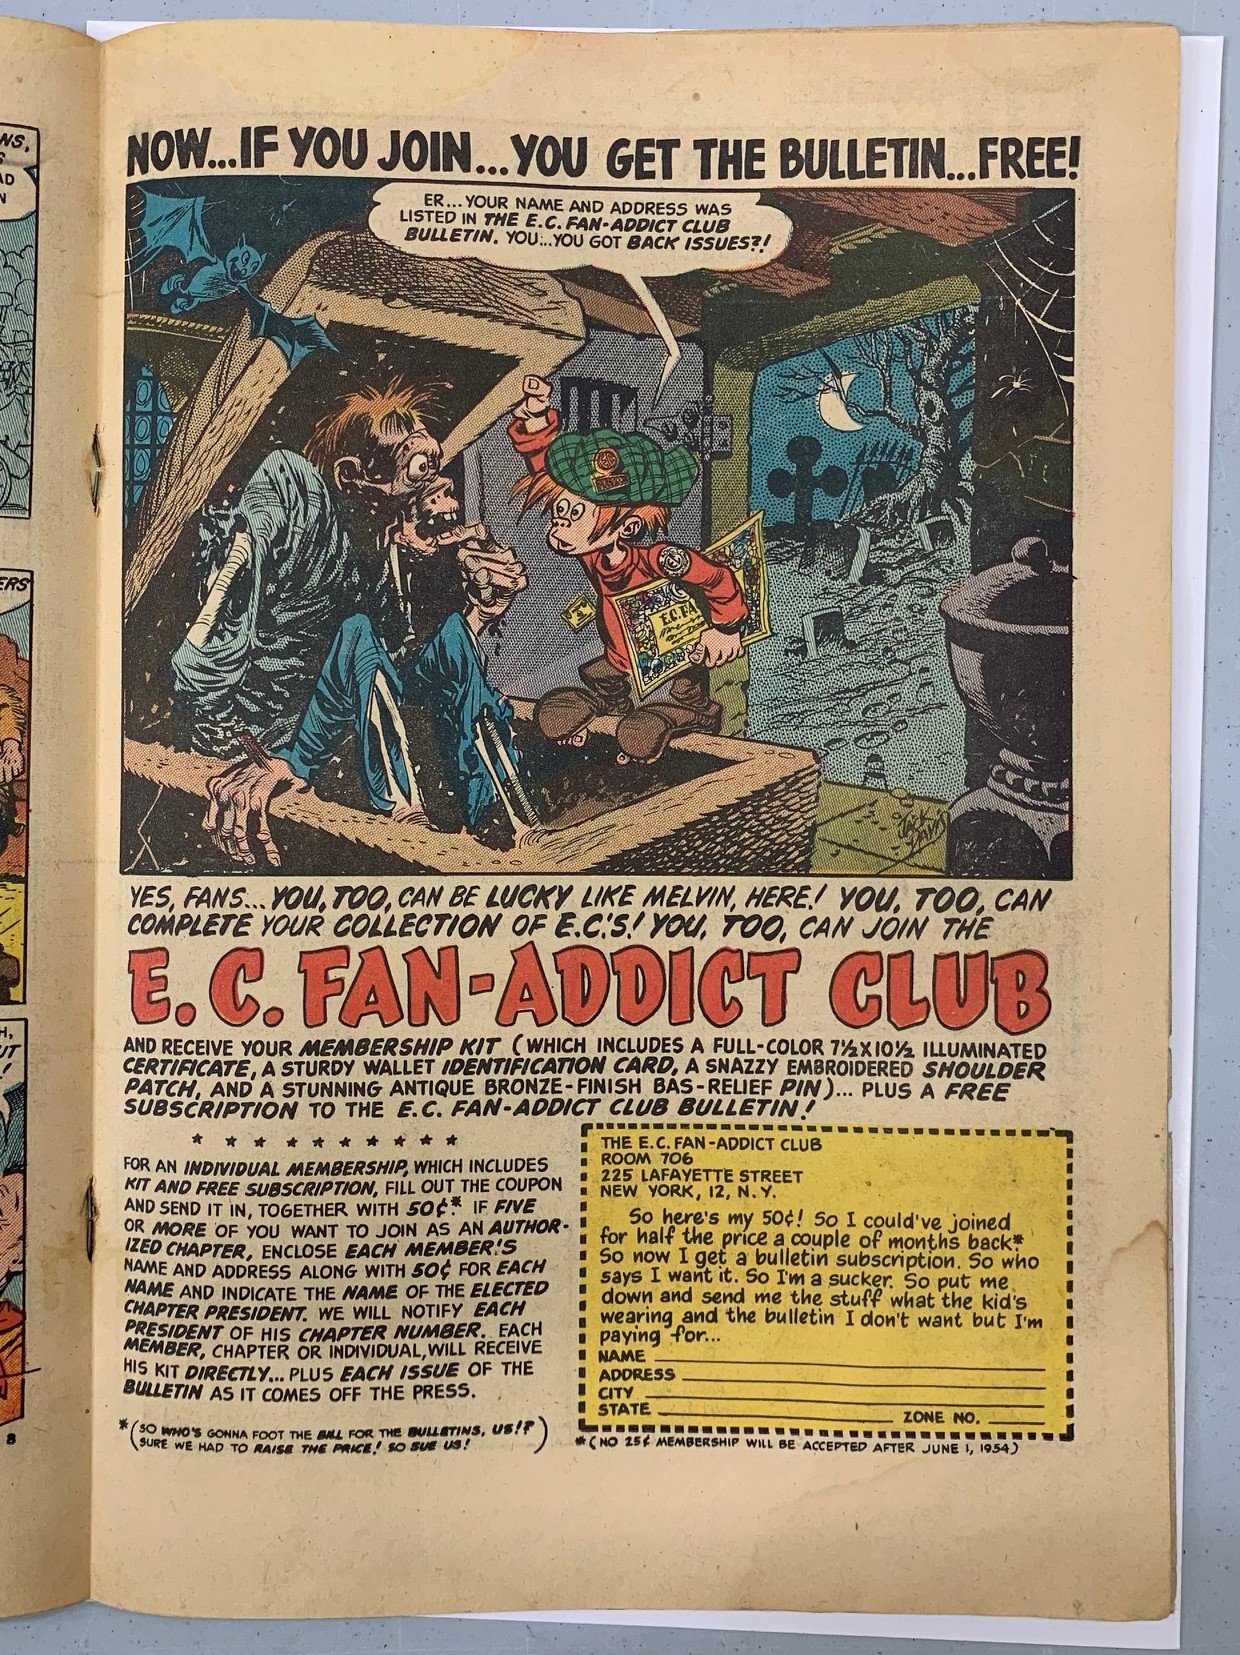 NOW...IF YOU JOIN...YOU GET THE BULLETIN...FREE!
ER...YOUR NAME AND ADDRESS WAS
LISTED IN THE E.C. FAN-ADDICT CLUB
BULLETIN. YOU...YOU GOT BACK ISSUES?!
E.C. FA
JACK
DAVIS
YES, FANS... YOU, TOO, CAN BE LUCKY LIKE MELVIN, HERE! YOU, TOO, CAN
COMPLETE YOUR COLLECTION OF E.C.'S! YOU, TOO, CAN JOIN THE
E.C. FAN-ADDICT CLUB
AND RECEIVE YOUR MEMBERSHIP KIT (WHICH INCLUDES A FULL-COLOR 7½X10½ ILLUMINATED
CERTIFICATE, A STURDY WALLET IDENTIFICATION CARD, A SNAZZY EMBROIDERED SHOULDER
PATCH, AND A STUNNING ANTIQUE BRONZE-FINISH BAS-RELIEF PIN)... PLUS A FREE
SUBSCRIPTION TO THE E.C. FAN-ADDICT CLUB BULLETIN!
* * * * * * * * * *
FOR AN INDIVIDUAL MEMBERSHIP, WHICH INCLUDES
KIT AND FREE SUBSCRIPTION, FILL OUT THE COUPON
AND SEND IT IN, TOGETHER WITH 50¢.* IF FIVE
OR MORE OF YOU WANT TO JOIN AS AN AUTHOR-
IZED CHAPTER, ENCLOSE EACH MEMBER'S
NAME AND ADDRESS ALONG WITH 50¢ FOR EACH
NAME AND INDICATE THE NAME OF THE ELECTED
CHAPTER PRESIDENT. WE WILL NOTIFY EACH
PRESIDENT OF HIS CHAPTER NUMBER. EACH
MEMBER, CHAPTER OR INDIVIDUAL, WILL RECEIVE
HIS KIT DIRECTLY... PLUS EACH ISSUE OF THE
BULLETIN AS IT COMES OFF THE PRESS.
*(SO WHO'S GONNA FOOT THE BILL FOR THE BULLETINS, US!?
SURE WE HAD TO RAISE THE PRICE! SO SUE US!)
THE E.C. FAN-ADDICT CLUB
ROOM 706
225 LAFAYETTE STREET
NEW YORK, 12, N.Y.
So here's my 50¢! So I could've joined
for half the price a couple of months back.*
So now I get a bulletin subscription. So who
says I want it. So I'm a sucker. So put me
down and send me the stuff what the kid's
wearing and the bulletin I don't want but I'm
paying for...
NAME
ADDRESS
CITY
STATE ZONE NO.
*(NO 25¢ MEMBERSHIP WILL BE ACCEPTED AFTER JUNE 1, 1954)
8